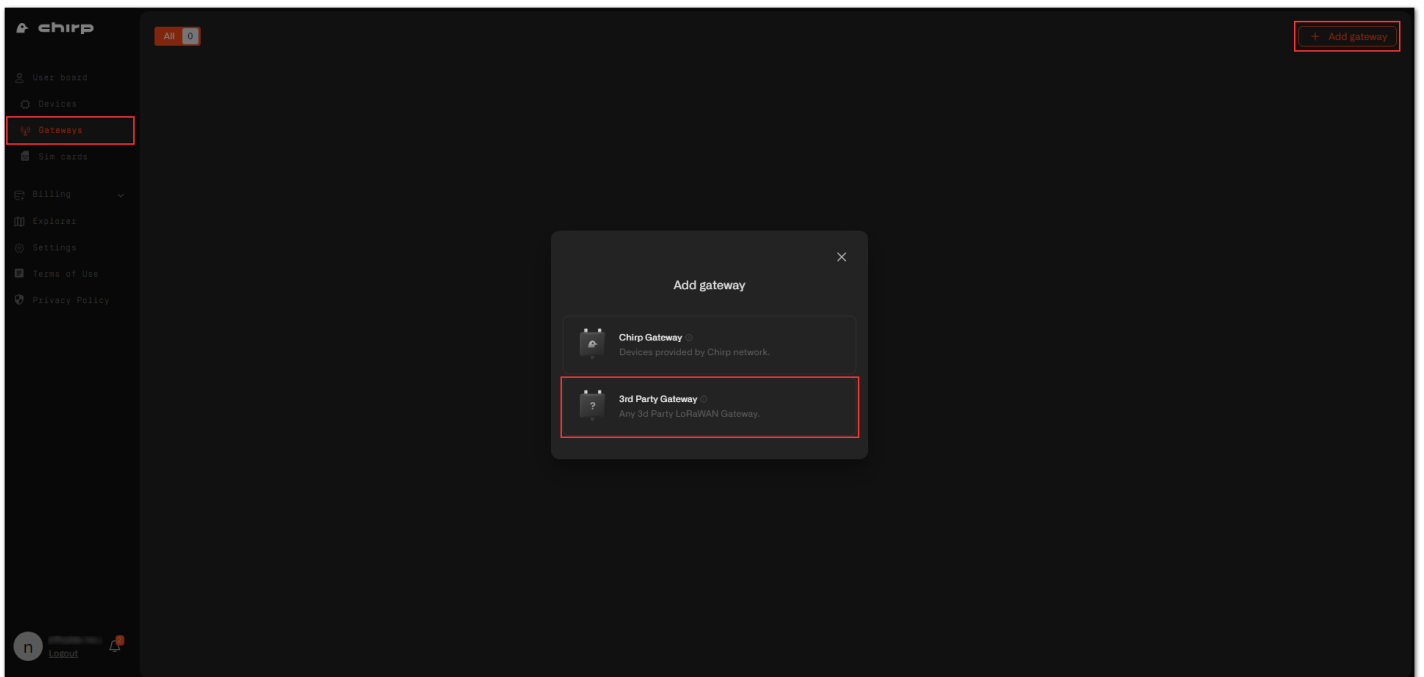 chirp
All 0
+ Add gateway
User board
Devices
Gateways
Sim cards
Billing
Explorer
Settings
Terms of Use
Privacy Policy
Add gateway
Chirp Gateway
Devices provided by Chirp network.
?
3rd Party Gateway
Any 3d Party LoRaWAN Gateway.
n
Logout